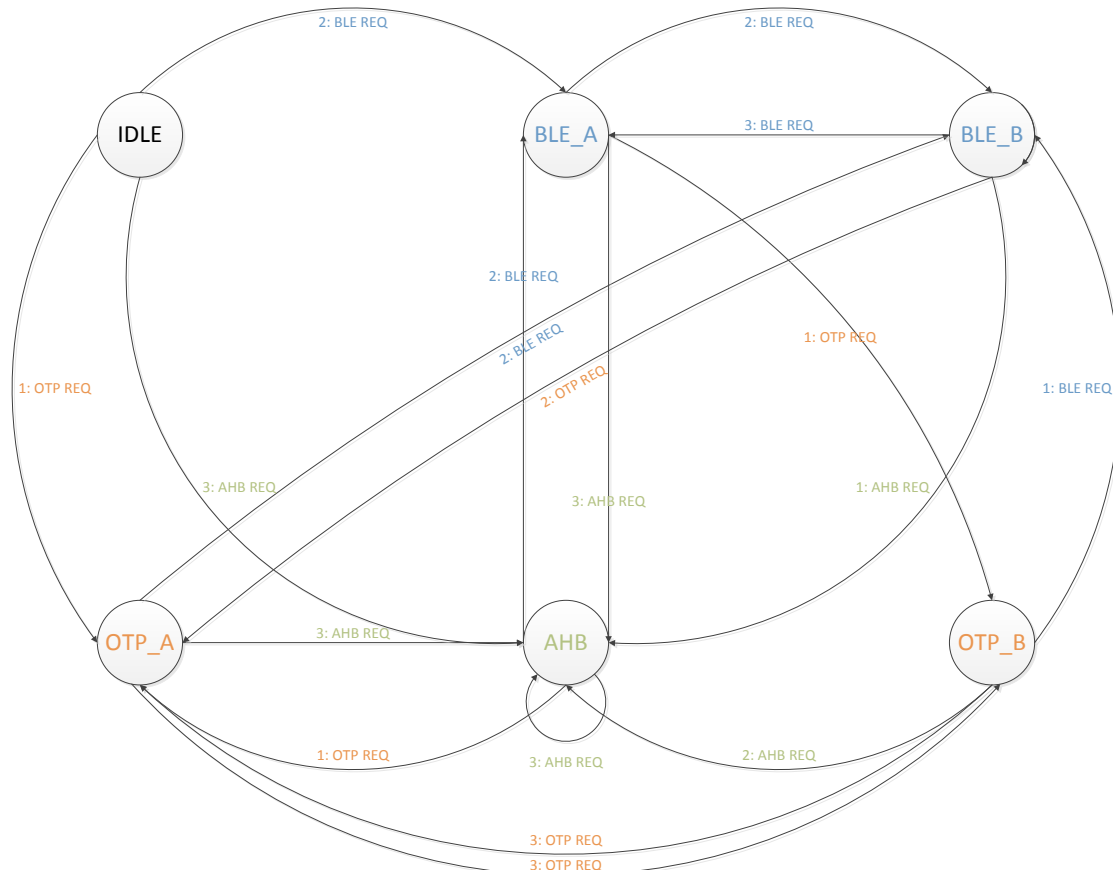 2: BLE REQ
2: BLE REQ
IDLE
BLE_A
3: BLE REQ
BLE_B
2: BLE REQ
2: BLE REQ
1: OTP REQ
1: OTP REQ
2: OTP REQ
1: BLE REQ
3: AHB REQ
3: AHB REQ
1: AHB REQ
OTP_A
3: AHB REQ
AHB
OTP_B
1: OTP REQ
3: AHB REQ
2: AHB REQ
3: OTP REQ
3: OTP REQ